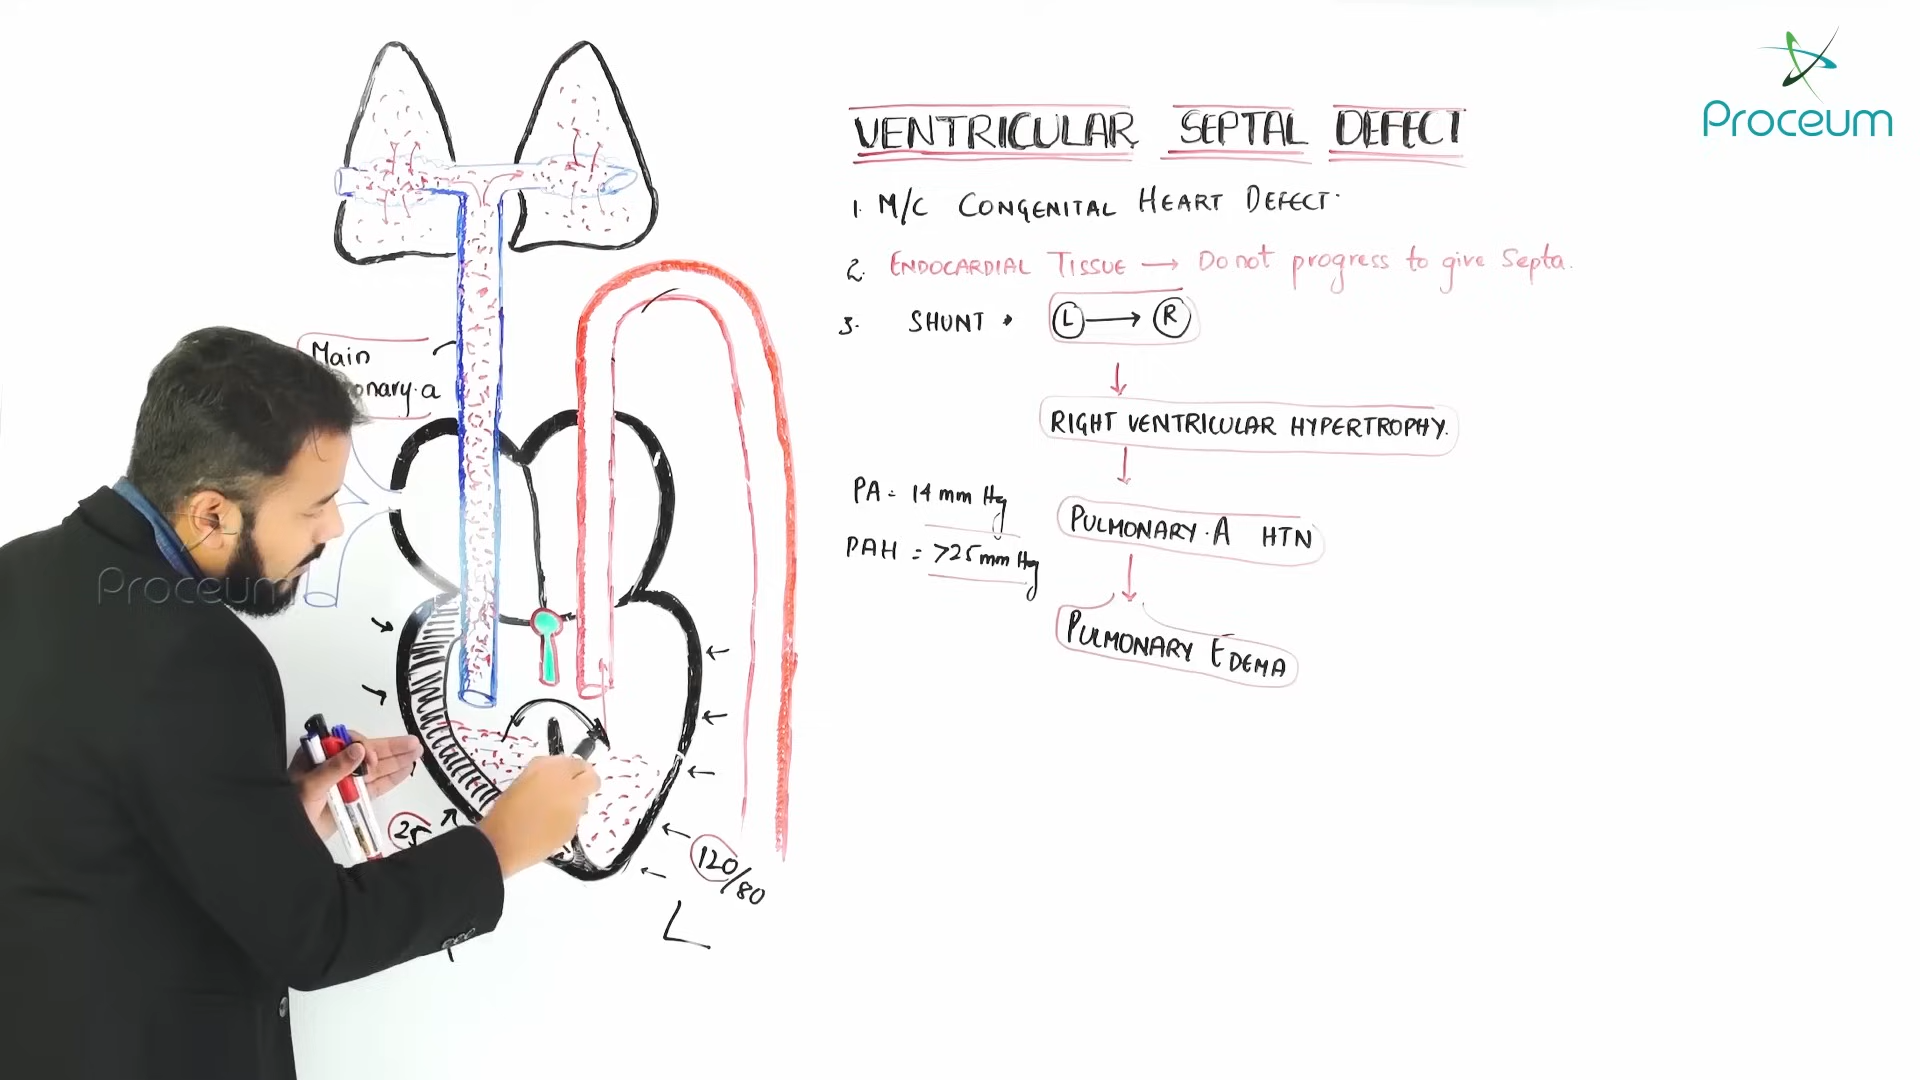 Proceum
VENTRICULAR SEPTAL DEFECT
1. M/C CONGENITAL HEART DEFECT.
2. ENDOCARDIAL TISSUE → Do not progress to give Septa.
3. SHUNT • L → R
RIGHT VENTRICULAR HYPERTROPHY.
PULMONARY.A HTN
PULMONARY EDEMA
PA = 14 mm Hg
PAH = >25 mm Hg
Main
onary.a
Proceum
25
120/80
L